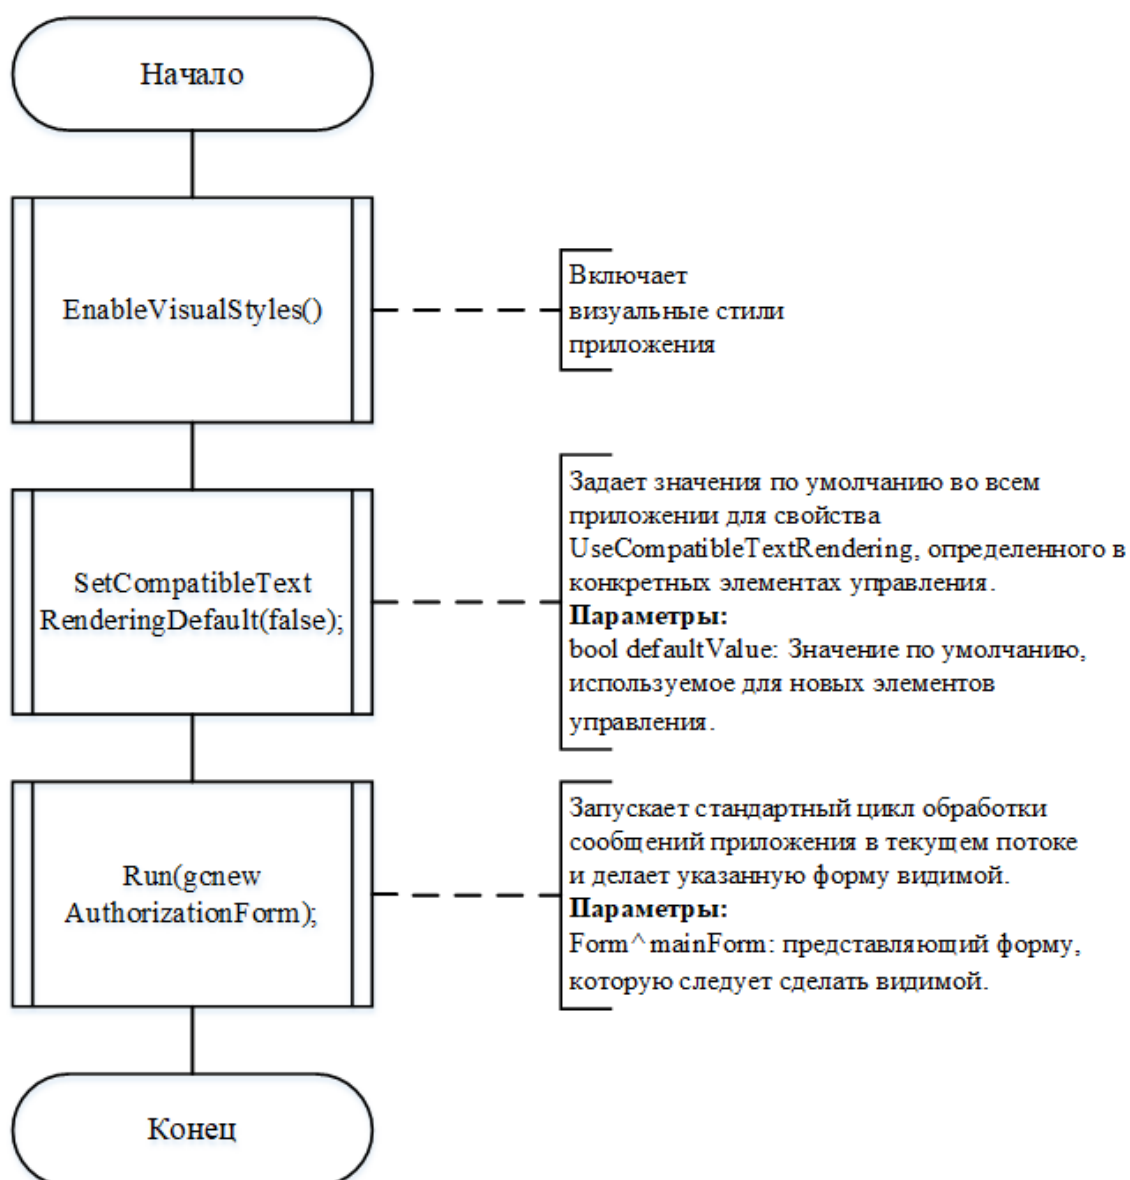 Начало
EnableVisualStyles()
Включает
визуальные стили
приложения
SetCompatibleText
RenderingDefault(false);
Задает значения по умолчанию во всем
приложении для свойства
UseCompatibleTextRendering, определенного в
конкретных элементах управления.
Параметры:
bool defaultValue: Значение по умолчанию,
используемое для новых элементов
управления.
Run(gcnew
AuthorizationForm);
Запускает стандартный цикл обработки
сообщений приложения в текущем потоке
и делает указанную форму видимой.
Параметры:
Form^ mainForm: представляющий форму,
которую следует сделать видимой.
Конец